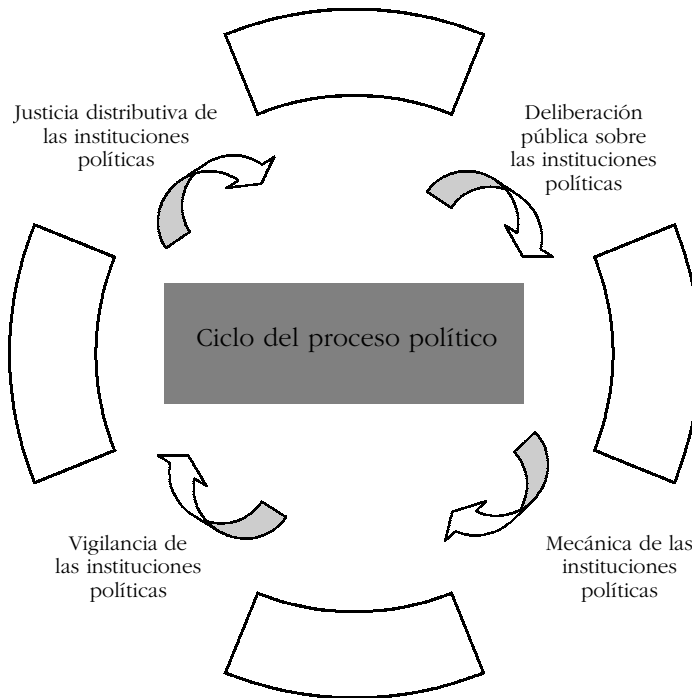 Justicia distributiva de
las instituciones
políticas
Deliberación
pública sobre
las instituciones
políticas
Ciclo del proceso político
Vigilancia de
las instituciones
políticas
Mecánica de las
instituciones
políticas